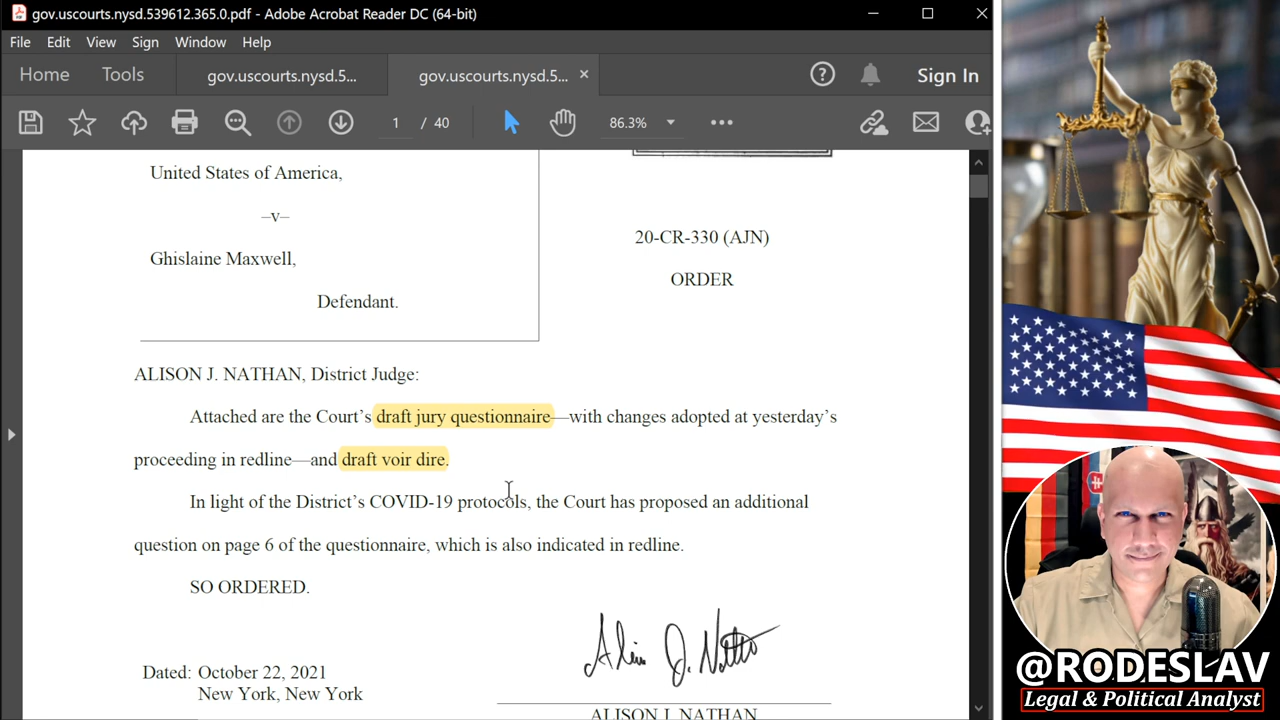 gov.uscourts.nysd.539612.365.0.pdf - Adobe Acrobat Reader DC (64-bit)
File Edit View Sign Window Help
Home Tools gov.uscourts.nysd.5... gov.uscourts.nysd.5... Sign In
1 / 40 86.3%
United States of America,
–v–
Ghislaine Maxwell,
Defendant.
20-CR-330 (AJN)
ORDER
ALISON J. NATHAN, District Judge:
Attached are the Court’s draft jury questionnaire—with changes adopted at yesterday’s
proceeding in redline—and draft voir dire.
In light of the District’s COVID-19 protocols, the Court has proposed an additional
question on page 6 of the questionnaire, which is also indicated in redline.
SO ORDERED.
Dated: October 22, 2021
New York, New York
Alison J. Nathan
ALISON J. NATHAN
@RODESLAV
Legal & Political Analyst